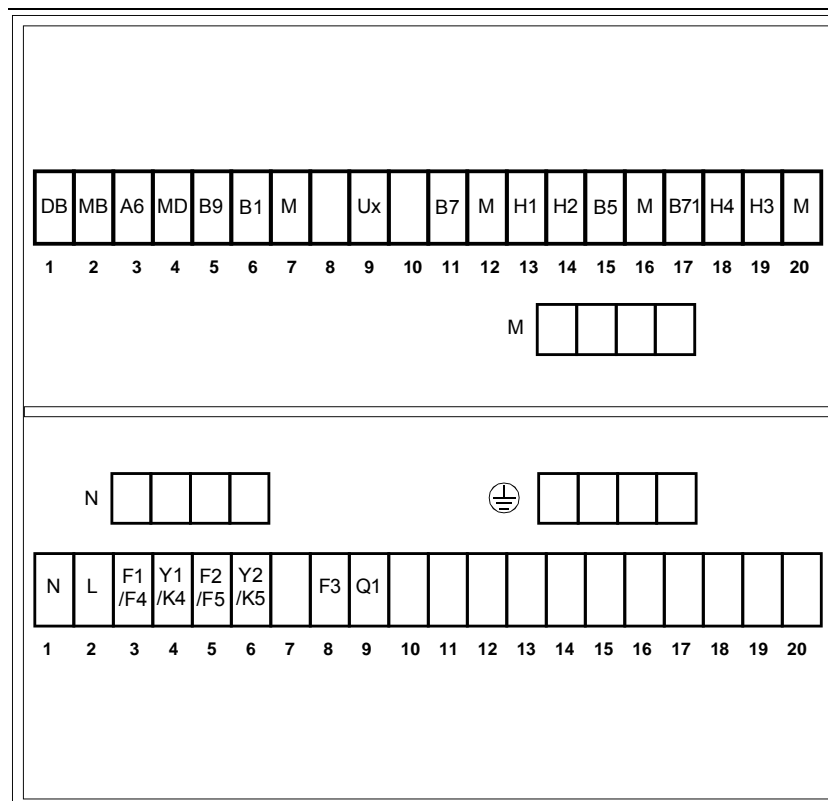 DB MB A6 MD B9 B1 M Ux B7 M H1 H2 B5 M B71 H4 H3 M
1 2 3 4 5 6 7 8 9 10 11 12 13 14 15 16 17 18 19 20
M
N
N L F1 /F4 Y1 /K4 F2 /F5 Y2 /K5 F3 Q1
1 2 3 4 5 6 7 8 9 10 11 12 13 14 15 16 17 18 19 20